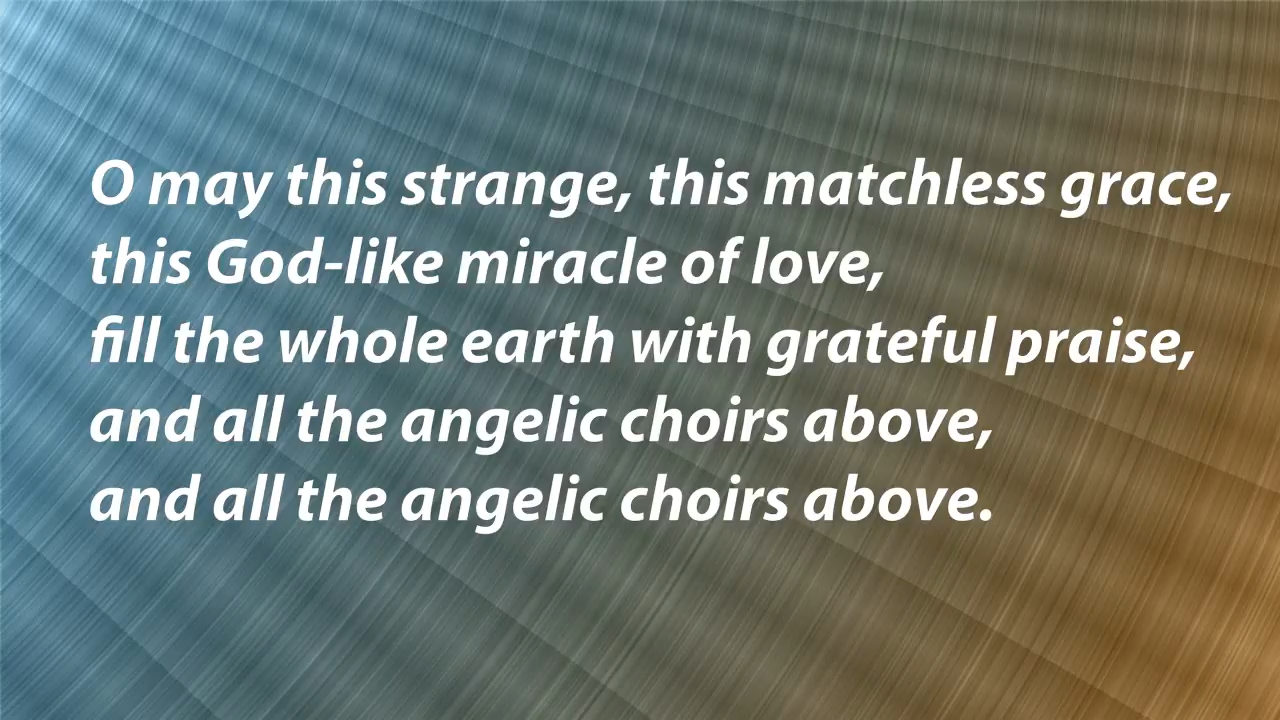 O may this strange, this matchless grace,
this God-like miracle of love,
fill the whole earth with grateful praise,
and all the angelic choirs above,
and all the angelic choirs above.